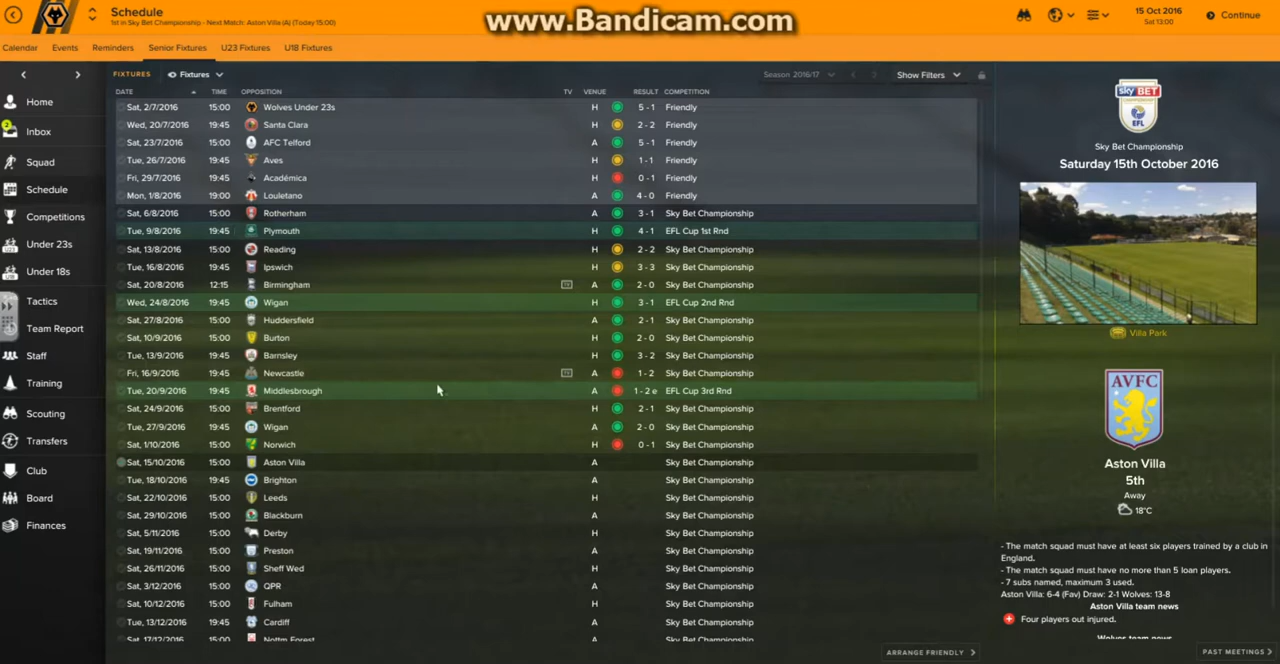 www.Bandicam.com
Schedule
1st in Sky Bet Championship - Next Match: Aston Villa (A) (Today 15:00)
15 Oct 2016
Sat 13:00
Continue
Calendar Events Reminders Senior Fixtures U23 Fixtures U18 Fixtures
FIXTURES Fixtures Season 2016/17 Show Filters
DATE TIME OPPOSITION TV VENUE RESULT COMPETITION
Sat, 2/7/2016 15:00 Wolves Under 23s H 5 - 1 Friendly
Wed, 20/7/2016 19:45 Santa Clara H 2 - 2 Friendly
Sat, 23/7/2016 15:00 AFC Telford A 5 - 1 Friendly
Tue, 26/7/2016 19:45 Aves H 1 - 1 Friendly
Fri, 29/7/2016 19:45 Académica H 0 - 1 Friendly
Mon, 1/8/2016 19:00 Louletano A 4 - 0 Friendly
Sat, 6/8/2016 15:00 Rotherham A 3 - 1 Sky Bet Championship
Tue, 9/8/2016 19:45 Plymouth H 4 - 1 EFL Cup 1st Rnd
Sat, 13/8/2016 15:00 Reading H 2 - 2 Sky Bet Championship
Tue, 16/8/2016 19:45 Ipswich H 3 - 3 Sky Bet Championship
Sat, 20/8/2016 12:15 Birmingham A 2 - 0 Sky Bet Championship
Wed, 24/8/2016 19:45 Wigan H 3 - 1 EFL Cup 2nd Rnd
Sat, 27/8/2016 15:00 Huddersfield A 2 - 1 Sky Bet Championship
Sat, 10/9/2016 15:00 Burton H 2 - 0 Sky Bet Championship
Tue, 13/9/2016 19:45 Barnsley H 3 - 2 Sky Bet Championship
Fri, 16/9/2016 19:45 Newcastle A 1 - 2 Sky Bet Championship
Tue, 20/9/2016 19:45 Middlesbrough A 1 - 2 e EFL Cup 3rd Rnd
Sat, 24/9/2016 15:00 Brentford H 2 - 1 Sky Bet Championship
Tue, 27/9/2016 19:45 Wigan A 2 - 0 Sky Bet Championship
Sat, 1/10/2016 15:00 Norwich H 0 - 1 Sky Bet Championship
Sat, 15/10/2016 15:00 Aston Villa A Sky Bet Championship
Tue, 18/10/2016 19:45 Brighton A Sky Bet Championship
Sat, 22/10/2016 15:00 Leeds H Sky Bet Championship
Sat, 29/10/2016 15:00 Blackburn A Sky Bet Championship
Sat, 5/11/2016 15:00 Derby H Sky Bet Championship
Sat, 19/11/2016 15:00 Preston A Sky Bet Championship
Sat, 26/11/2016 15:00 Sheff Wed H Sky Bet Championship
Sat, 3/12/2016 15:00 QPR A Sky Bet Championship
Sat, 10/12/2016 15:00 Fulham H Sky Bet Championship
Tue, 13/12/2016 19:45 Cardiff A Sky Bet Championship
Sat, 17/12/2016 15:00 Nottm Forest A Sky Bet Championship
ARRANGE FRIENDLY
Home
2
Inbox
Squad
Schedule
Competitions
Under 23s
Under 18s
Tactics
Team Report
Staff
Training
Scouting
Transfers
Club
Board
Finances
sky BET
EFL
Sky Bet Championship
Saturday 15th October 2016
Villa Park
AVFC
Aston Villa
5th
Away
18°C
- The match squad must have at least six players trained by a club in
England.
- The match squad must have no more than 5 loan players.
- 7 subs named, maximum 3 used.
Aston Villa: 6-4 (Fav) Draw: 2-1 Wolves: 13-8
Aston Villa team news
Four players out injured.
Wolves team news
PAST MEETINGS